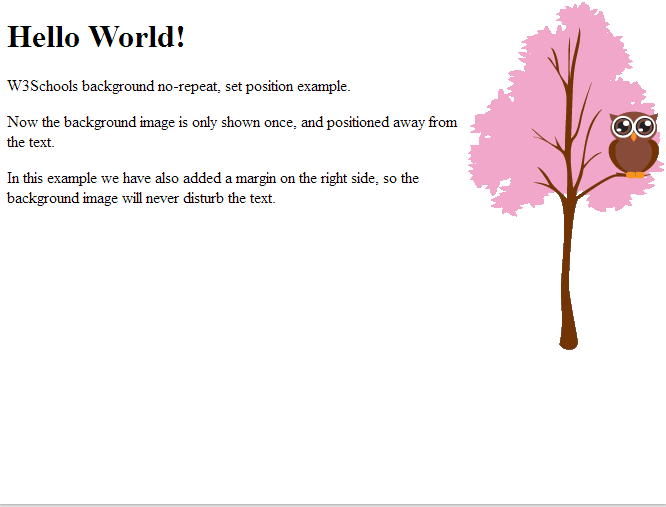 Hello World!
W3Schools background no-repeat, set position example.
Now the background image is only shown once, and positioned away from
the text.
In this example we have also added a margin on the right side, so the
background image will never disturb the text.